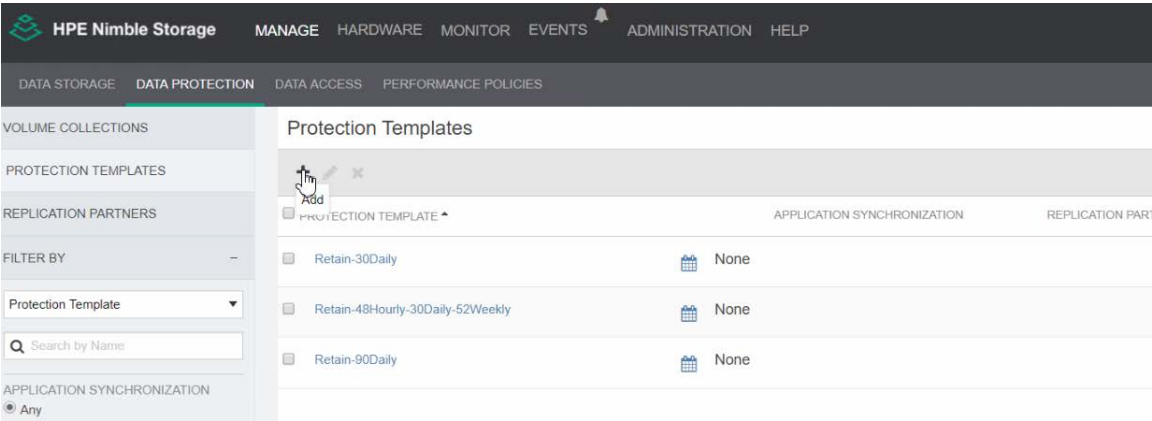 HPE Nimble Storage MANAGE HARDWARE MONITOR EVENTS ADMINISTRATION HELP
DATA STORAGE DATA PROTECTION DATA ACCESS PERFORMANCE POLICIES
VOLUME COLLECTIONS
PROTECTION TEMPLATES
REPLICATION PARTNERS
FILTER BY
Protection Template
Search by Name
APPLICATION SYNCHRONIZATION
Any
Protection Templates
Add
PROTECTION TEMPLATE APPLICATION SYNCHRONIZATION REPLICATION PART
Retain-30Daily None
Retain-48Hourly-30Daily-52Weekly None
Retain-90Daily None